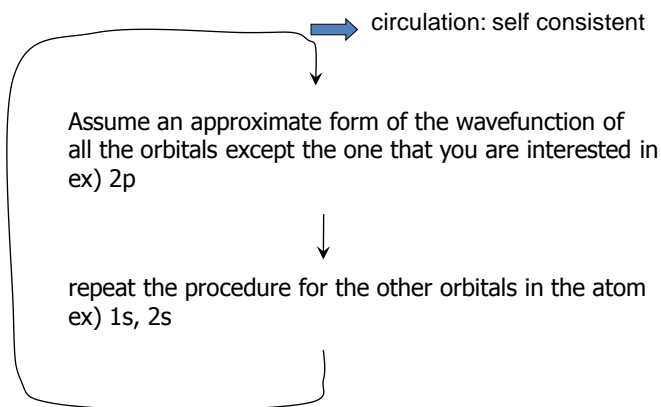 circulation: self consistent
Assume an approximate form of the wavefunction of
all the orbitals except the one that you are interested in
ex) 2p
repeat the procedure for the other orbitals in the atom
ex) 1s, 2s